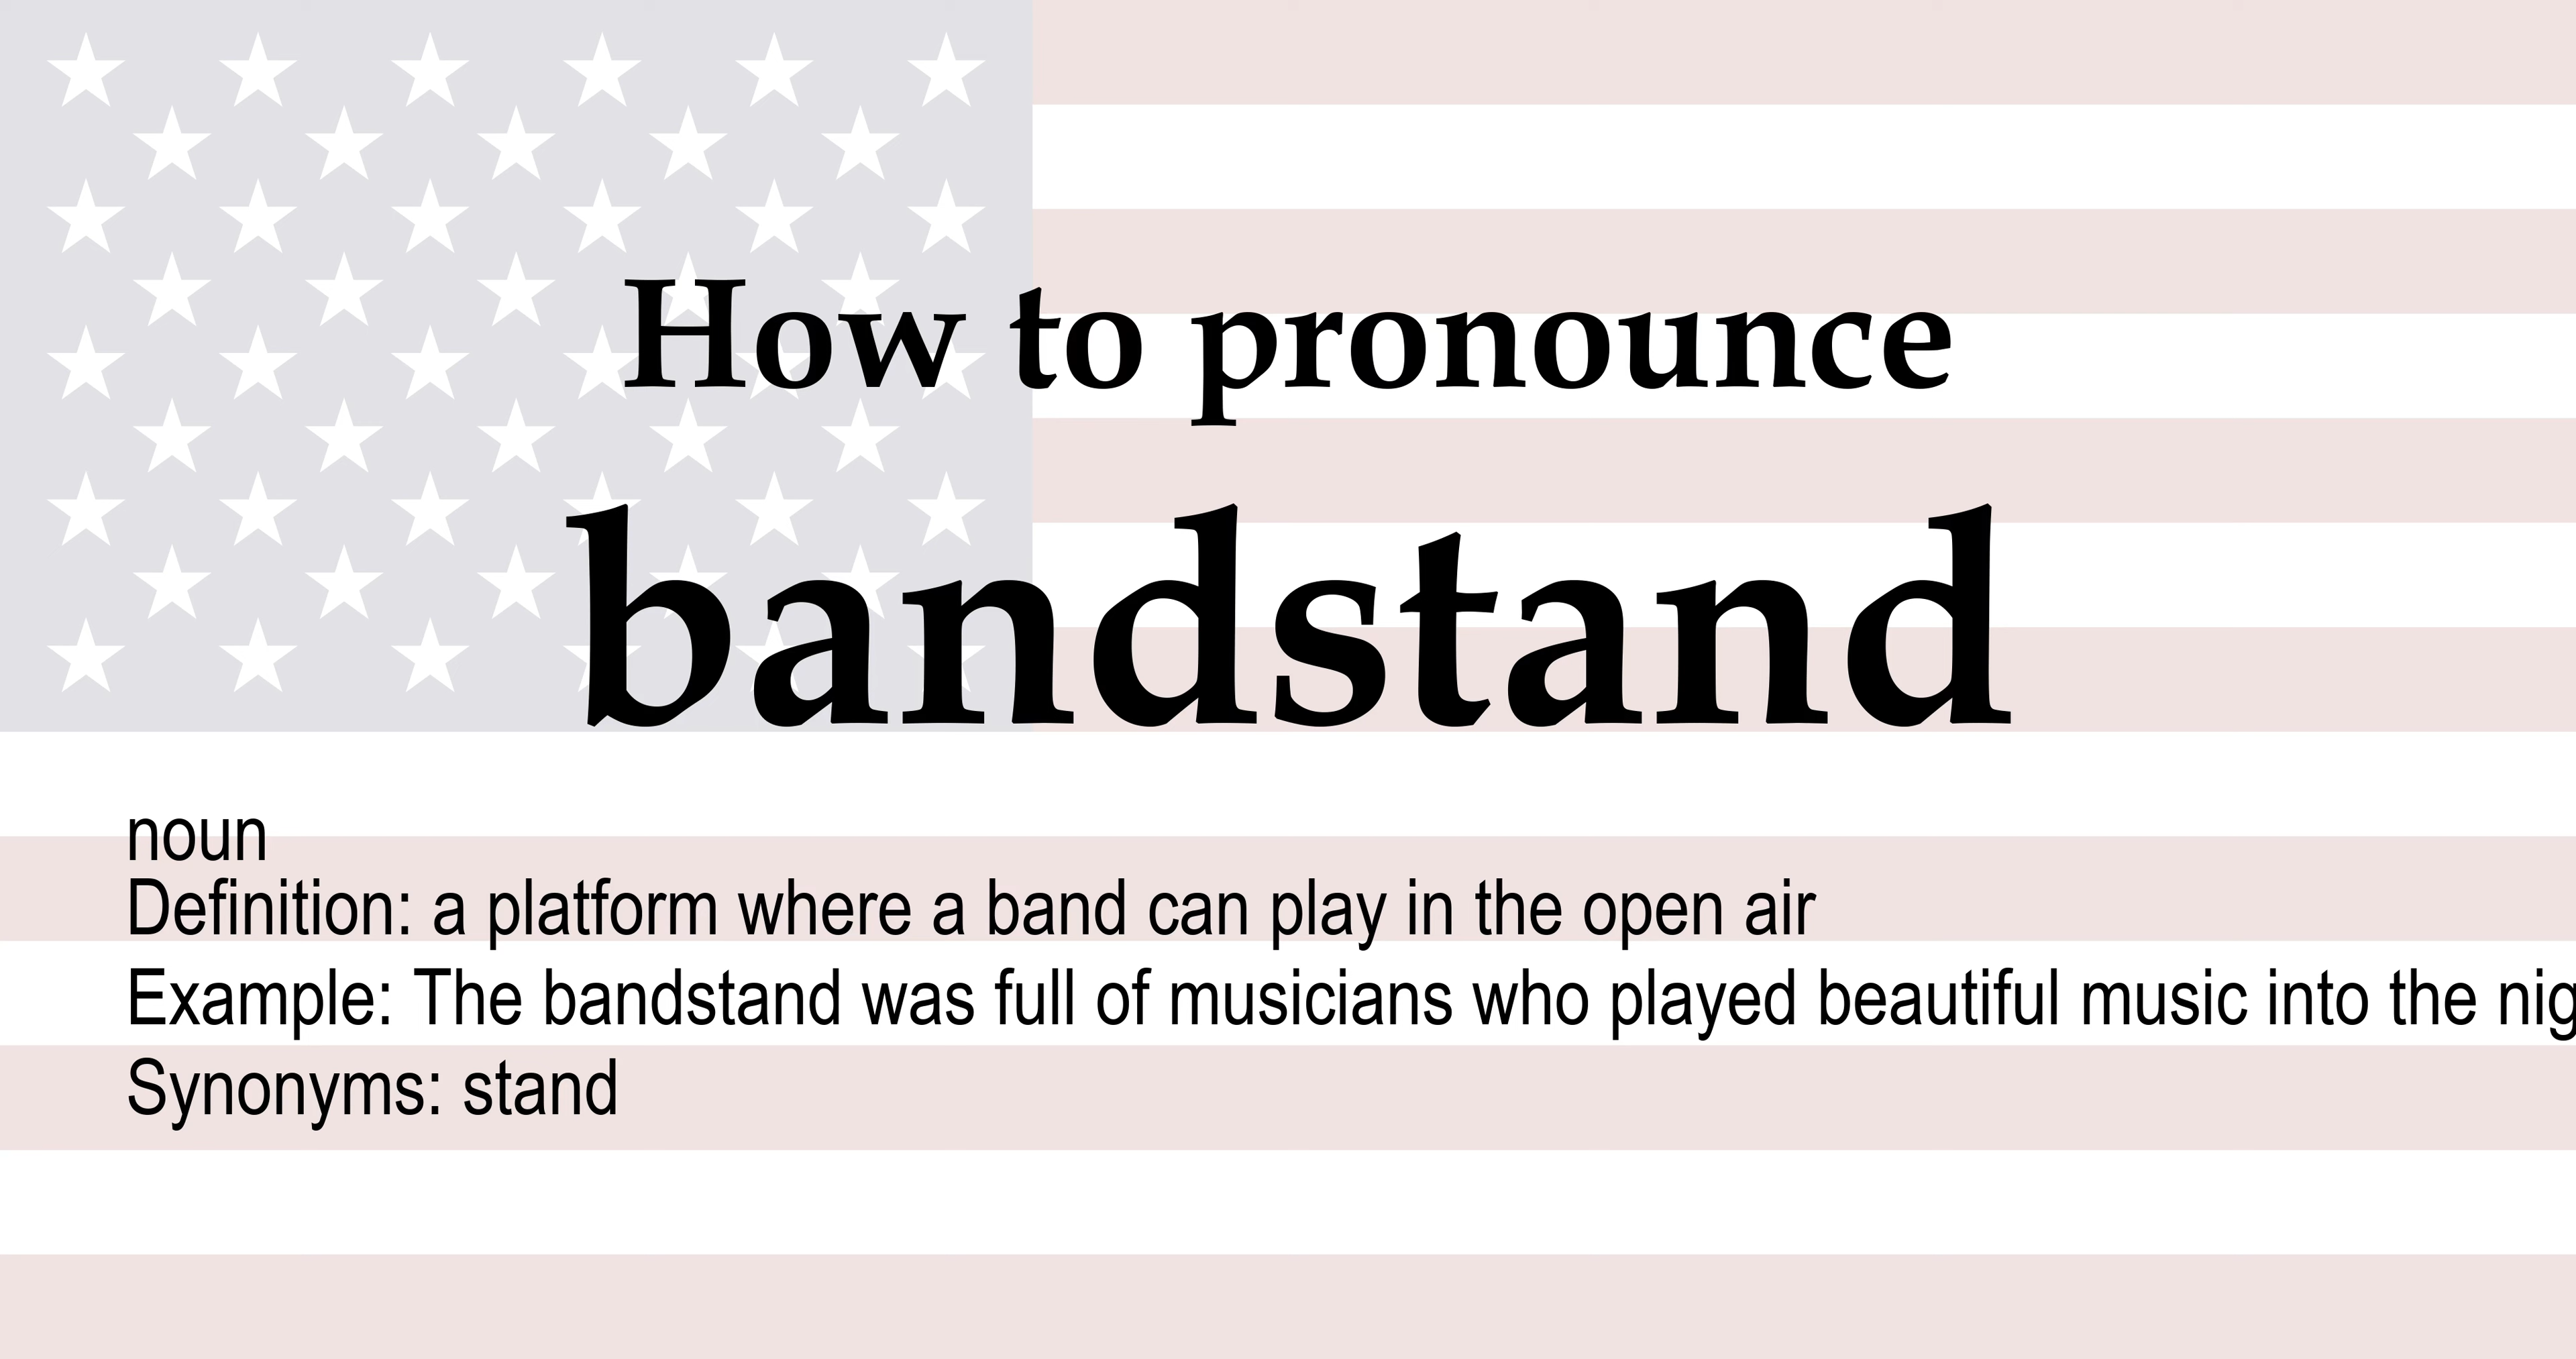 How to pronounce
bandstand
noun
Definition: a platform where a band can play in the open air
Example: The bandstand was full of musicians who played beautiful music into the
Synonyms: stand